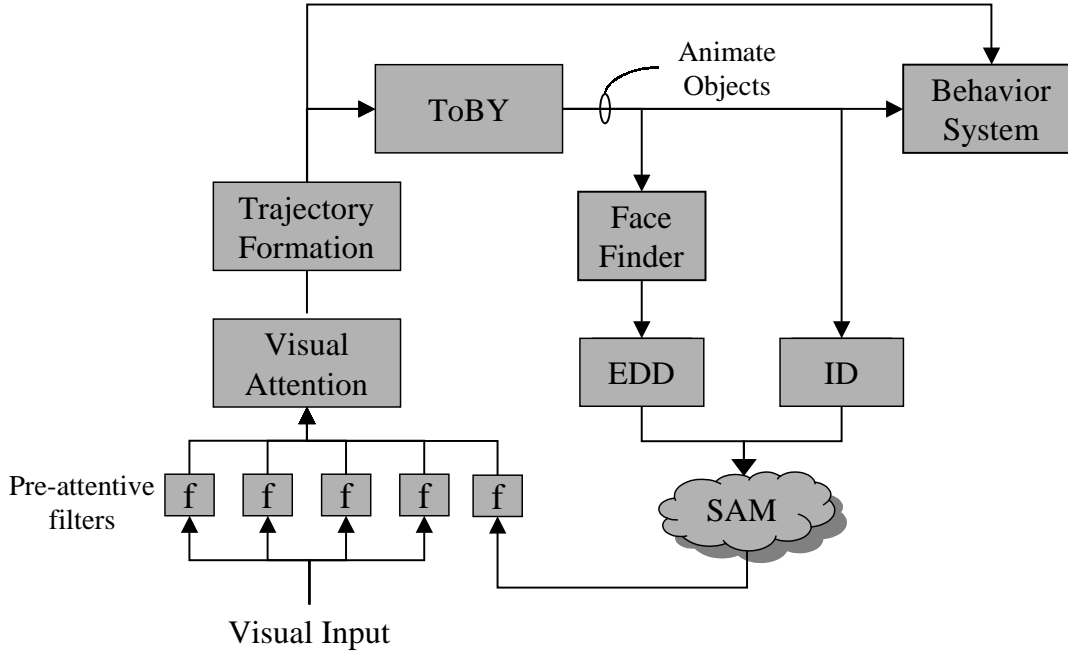 Animate
Objects
ToBY
Behavior
System
Trajectory
Formation
Face
Finder
Visual
Attention
EDD
ID
Pre-attentive
filters
f
f
f
f
f
SAM
Visual Input